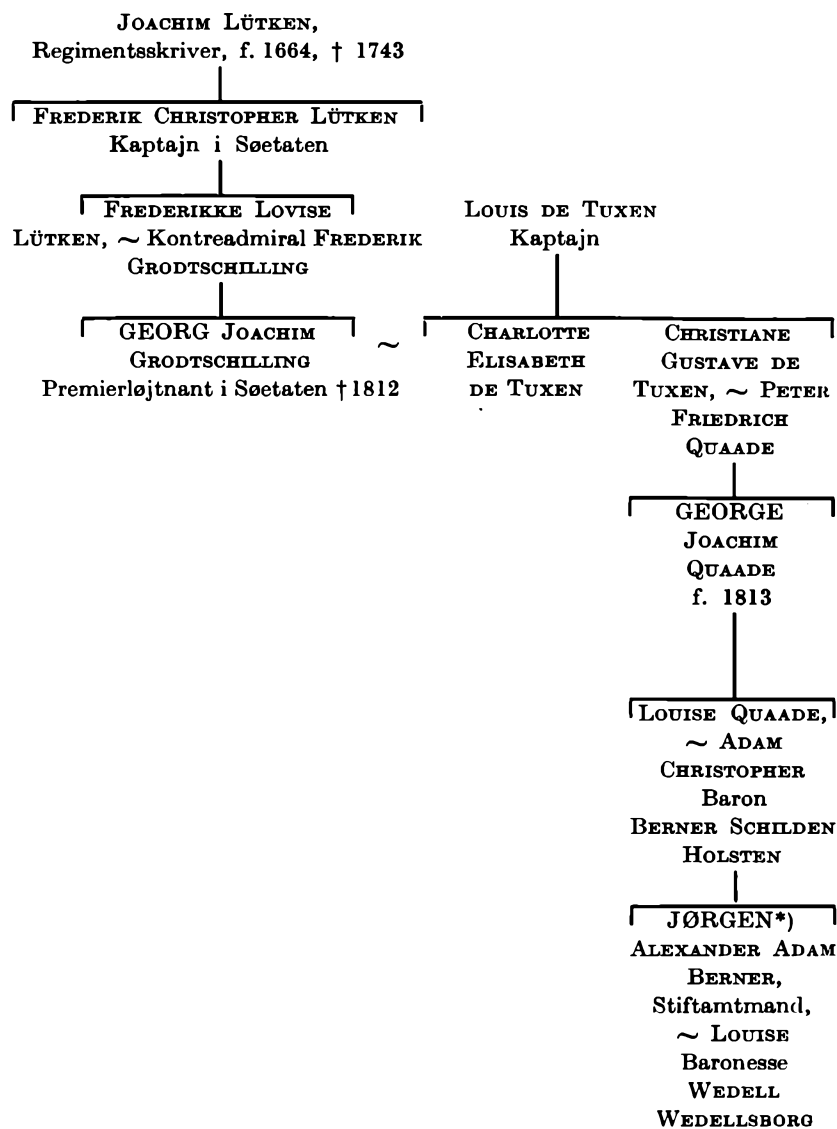 JOACHIM LÜTKEN,
Regimentsskriver, f. 1664, † 1743
FREDERIK CHRISTOPHER LÜTKEN
Kaptajn i Søetaten
FREDERIKKE LOVISE
LÜTKEN, ~ Kontreadmiral FREDERIK
GRODTSCHILLING
LOUIS DE TUXEN
Kaptajn
GEORG JOACHIM
GRODTSCHILLING
Premierløjtnant i Søetaten † 1812
~
CHARLOTTE
ELISABETH
DE TUXEN
CHRISTIANE
GUSTAVE DE
TUXEN, ~ PETER
FRIEDRICH
QUAADE
GEORGE
JOACHIM
QUAADE
f. 1813
LOUISE QUAADE,
~ ADAM
CHRISTOPHER
Baron
BERNER SCHILDEN
HOLSTEN
JØRGEN*)
ALEXANDER ADAM
BERNER,
Stiftamtmand,
~ LOUISE
Baronesse
WEDELL
WEDELLSBORG